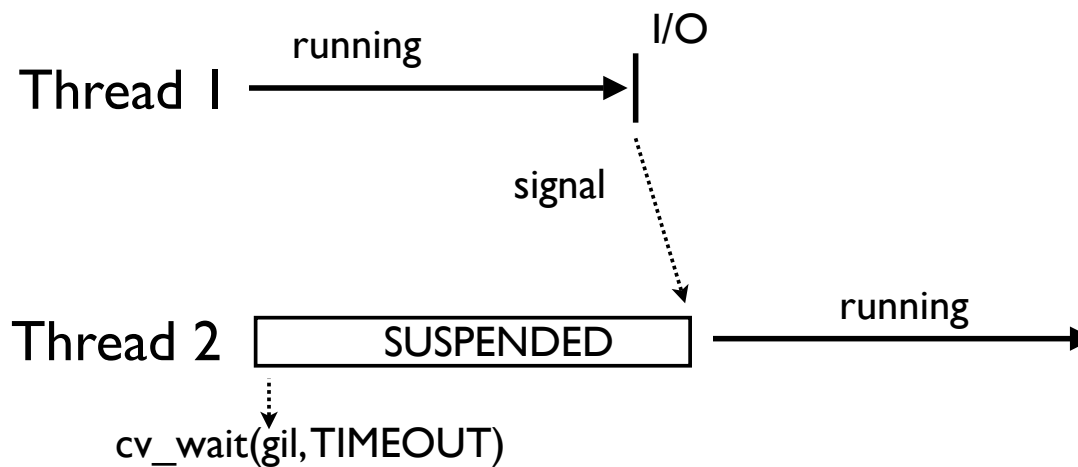 I/O
running
Thread 1
signal
running
Thread 2
SUSPENDED
cv_wait(gil, TIMEOUT)